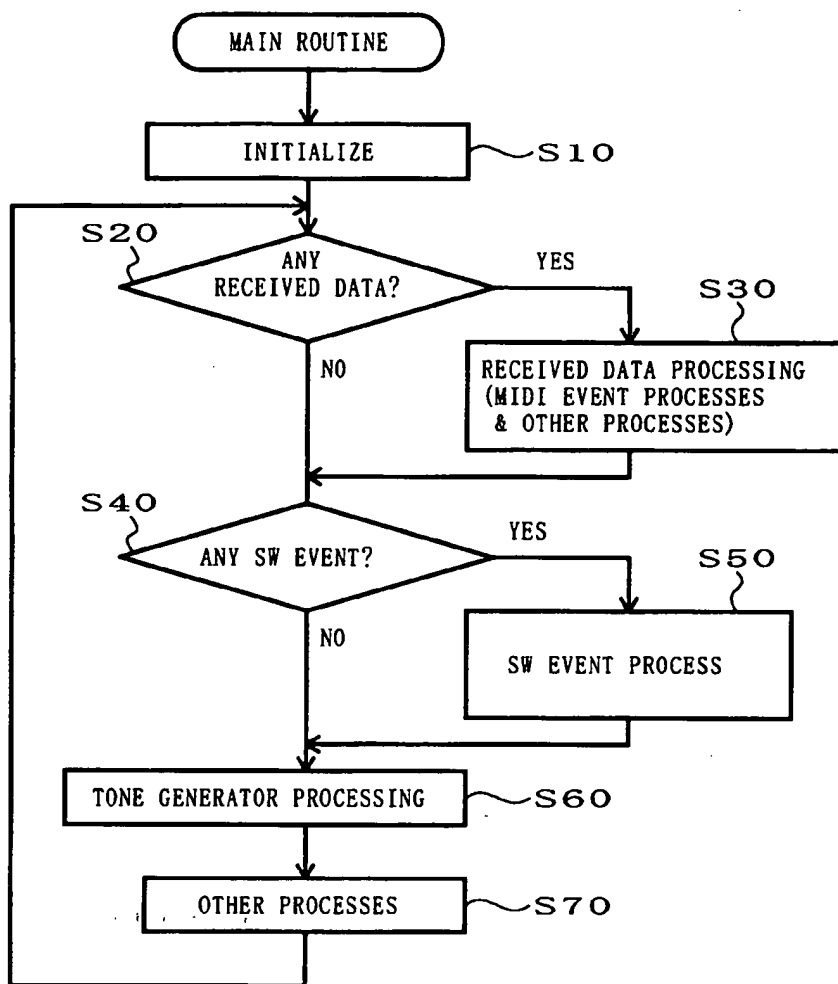 MAIN ROUTINE
INITIALIZE
S10
S20
ANY
RECEIVED DATA?
YES
S30
NO
RECEIVED DATA PROCESSING
(MIDI EVENT PROCESSES
& OTHER PROCESSES)
S40
ANY SW EVENT?
YES
S50
NO
SW EVENT PROCESS
TONE GENERATOR PROCESSING
S60
OTHER PROCESSES
S70